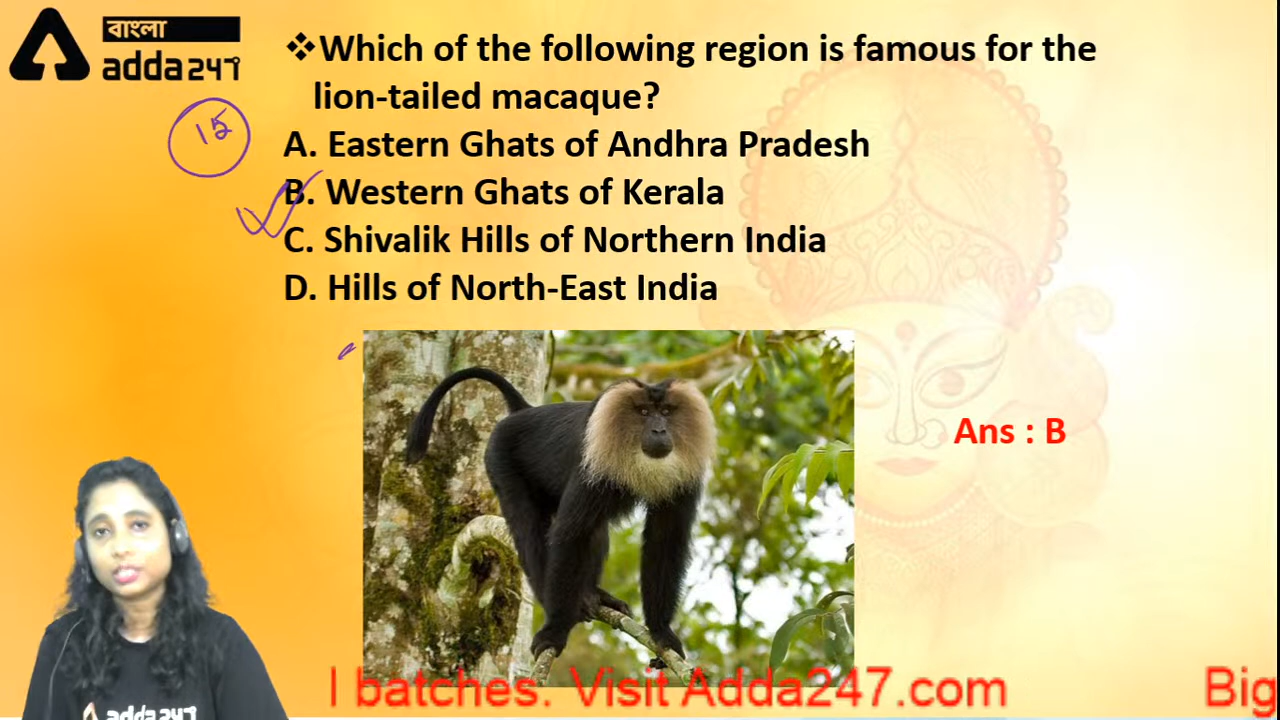 বাংলা
adda247
❖Which of the following region is famous for the
lion-tailed macaque?
15
A. Eastern Ghats of Andhra Pradesh
B. Western Ghats of Kerala
C. Shivalik Hills of Northern India
D. Hills of North-East India
Ans : B
l batches. Visit Adda247.com Big
adda247